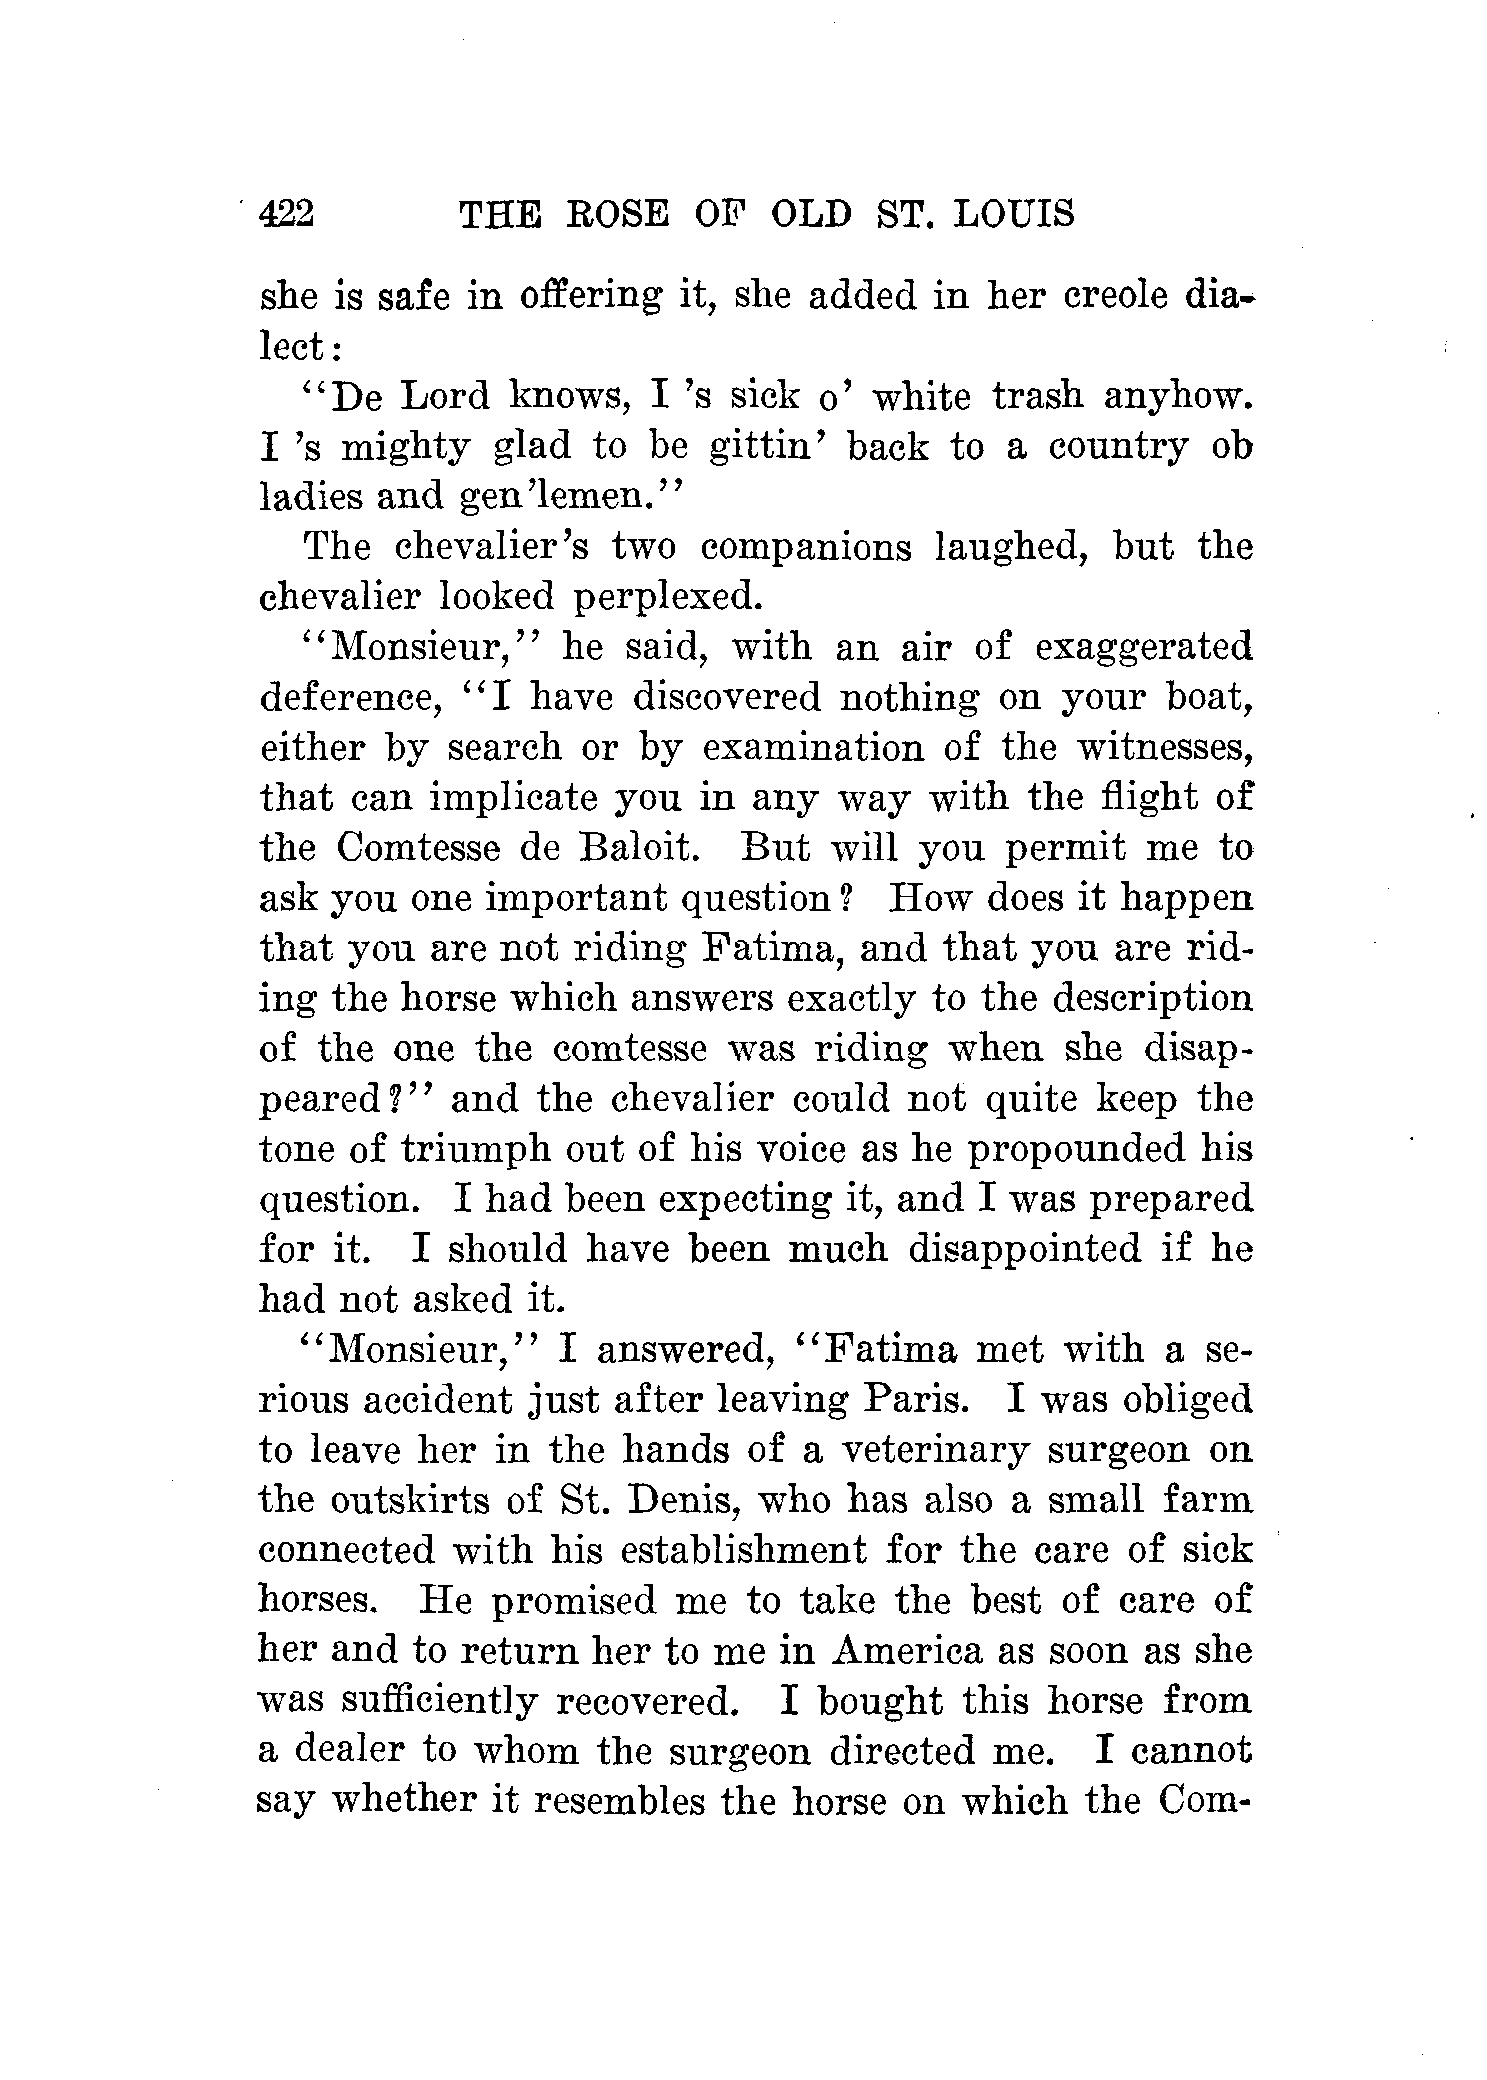 422 THE ROSE OF OLD ST. LOUIS
she is safe in offering it, she added in her creole dia-
lect:
"De Lord knows, I 's sick o' white trash anyhow.
I 's mighty glad to be gittin' back to a country ob
ladies and gen'lemen."
The chevalier's two companions laughed, but the
chevalier looked perplexed.
"Monsieur," he said, with an air of exaggerated
deference, "I have discovered nothing on your boat,
either by search or by examination of the witnesses,
that can implicate you in any way with the flight of
the Comtesse de Baloit. But will you permit me to
ask you one important question? How does it happen
that you are not riding Fatima, and that you are rid-
ing the horse which answers exactly to the description
of the one the comtesse was riding when she disap-
peared?" and the chevalier could not quite keep the
tone of triumph out of his voice as he propounded his
question. I had been expecting it, and I was prepared
for it. I should have been much disappointed if he
had not asked it.
"Monsieur," I answered, "Fatima met with a se-
rious accident just after leaving Paris. I was obliged
to leave her in the hands of a veterinary surgeon on
the outskirts of St. Denis, who has also a small farm
connected with his establishment for the care of sick
horses. He promised me to take the best of care of
her and to return her to me in America as soon as she
was sufficiently recovered. I bought this horse from
a dealer to whom the surgeon directed me. I cannot
say whether it resembles the horse on which the Com-